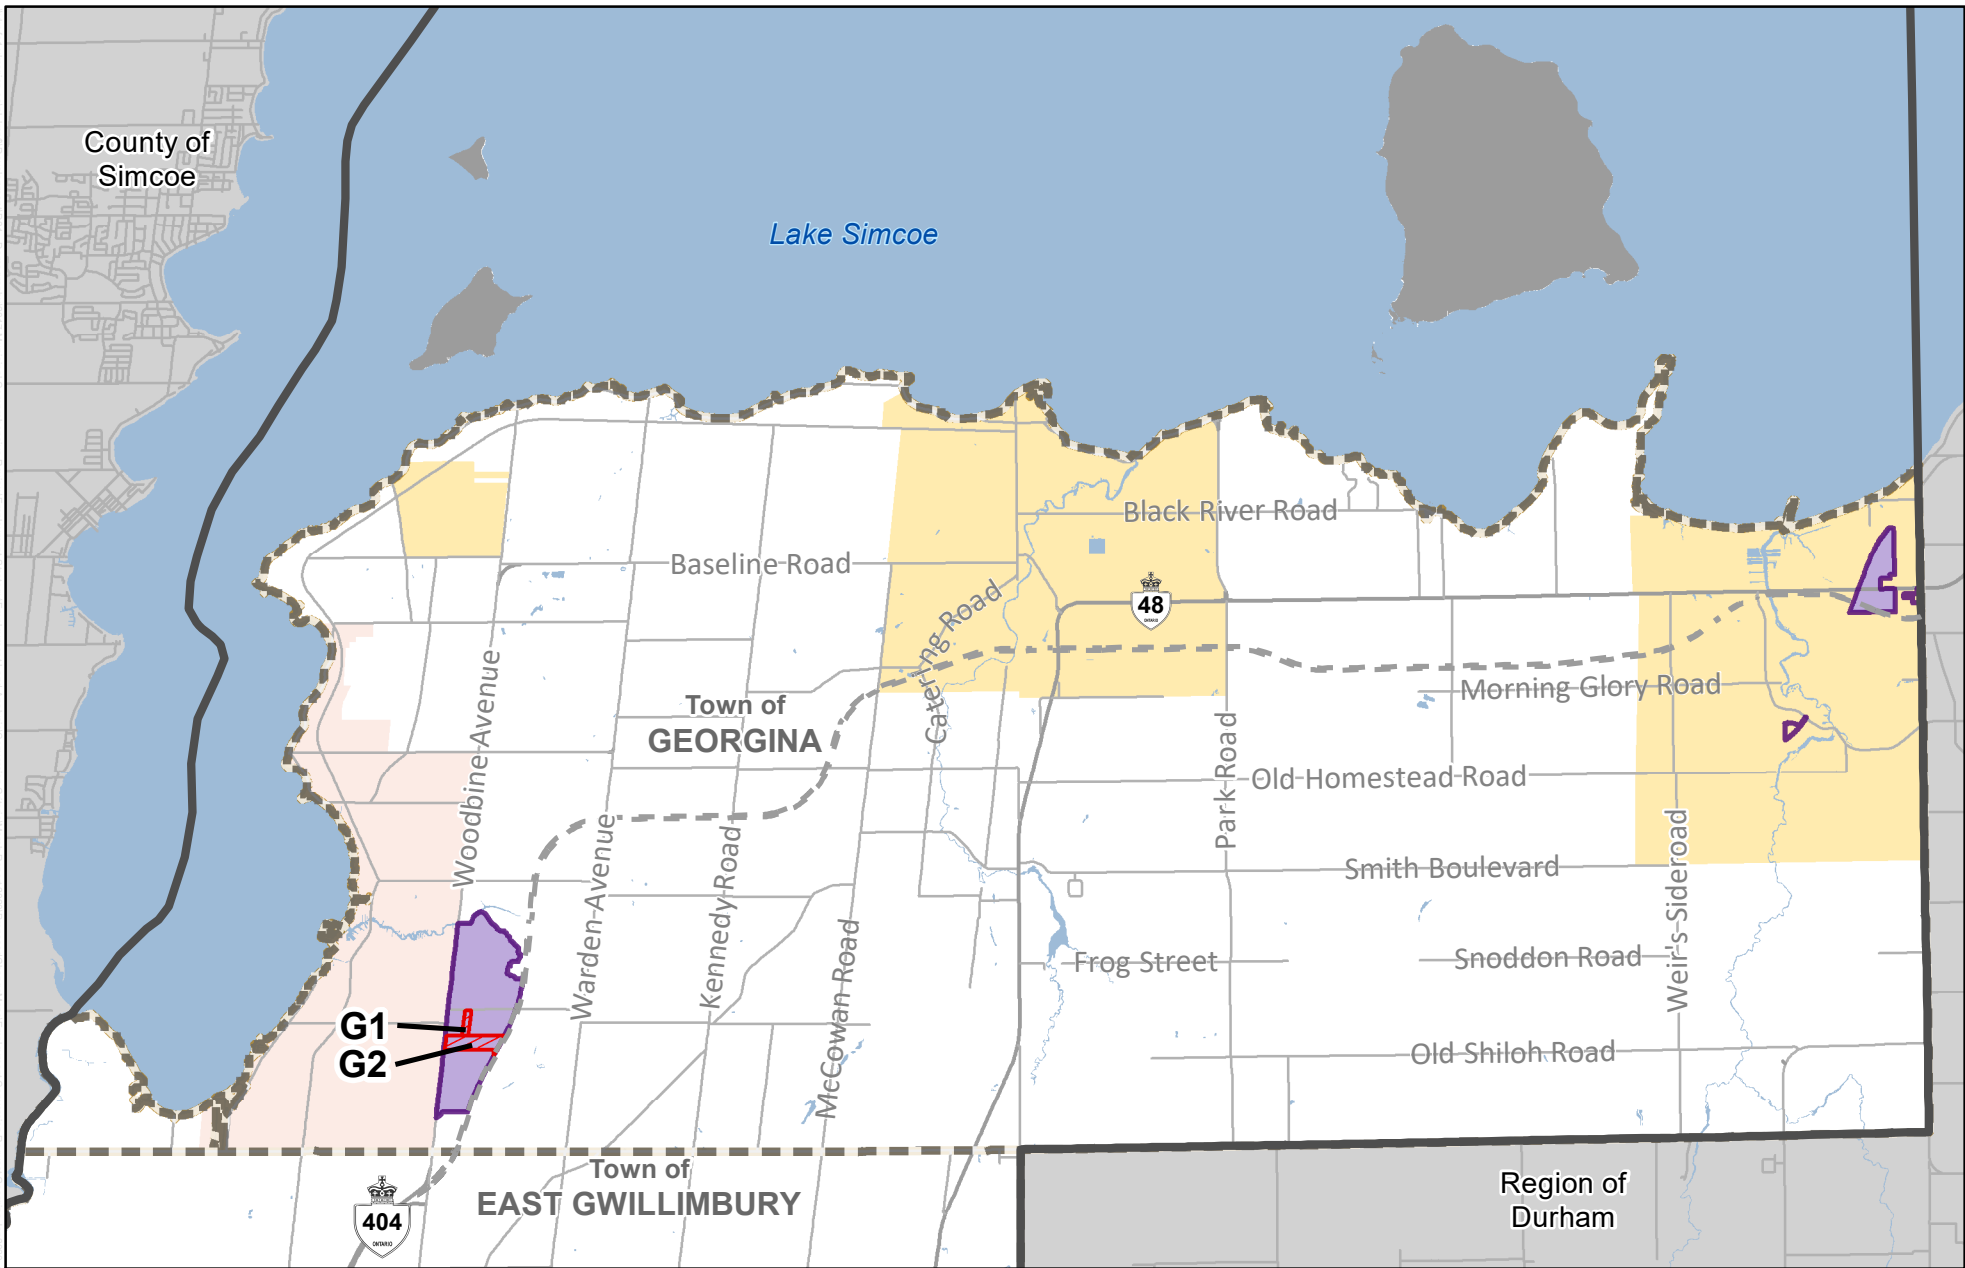 County of
Simcoe
Lake Simcoe
Black River Road
Baseline Road
48
ONTARIO
Catering Road
Woodbine Avenue
Town of
GEORGINA
Morning Glory Road
Park Road
Old Homestead Road
Warden Avenue
Kennedy Road
McCowan Road
Smith Boulevard
Weir's Sideroad
Frog Street
Snoddon Road
G1
G2
Old Shiloh Road
Town of
EAST GWILLIMBURY
404
ONTARIO
Region of
Durham